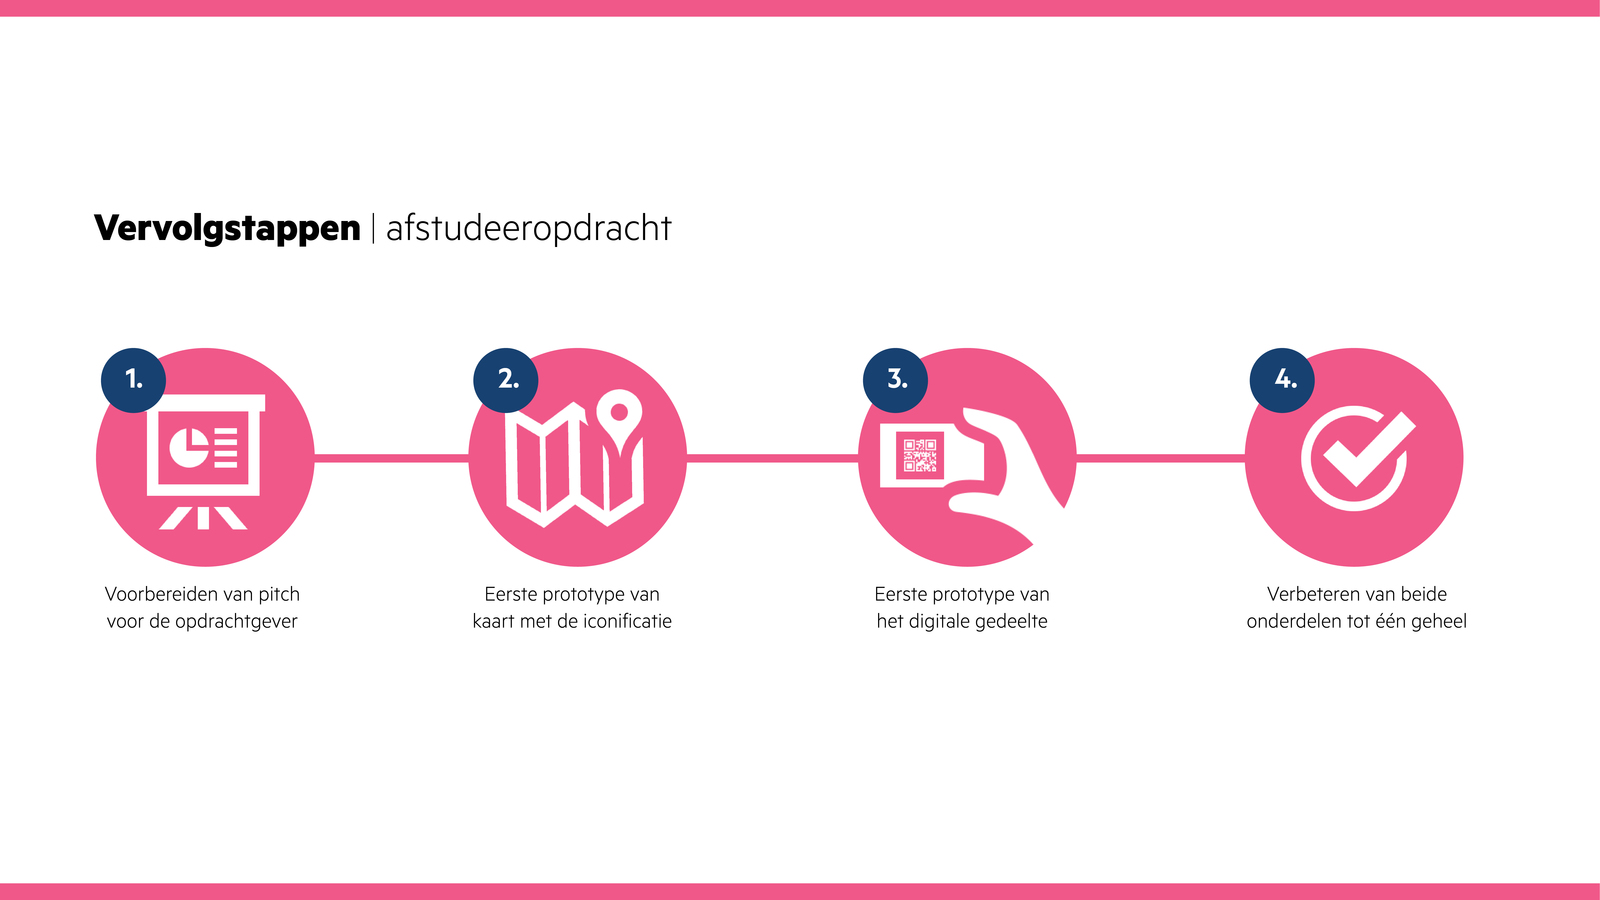 Vervolgstappen | afstudeeropdracht
1.
2.
3.
4.
Voorbereiden van pitch
voor de opdrachtgever
Eerste prototype van
kaart met de iconificatie
Eerste prototype van
het digitale gedeelte
Verbeteren van beide
onderdelen tot één geheel